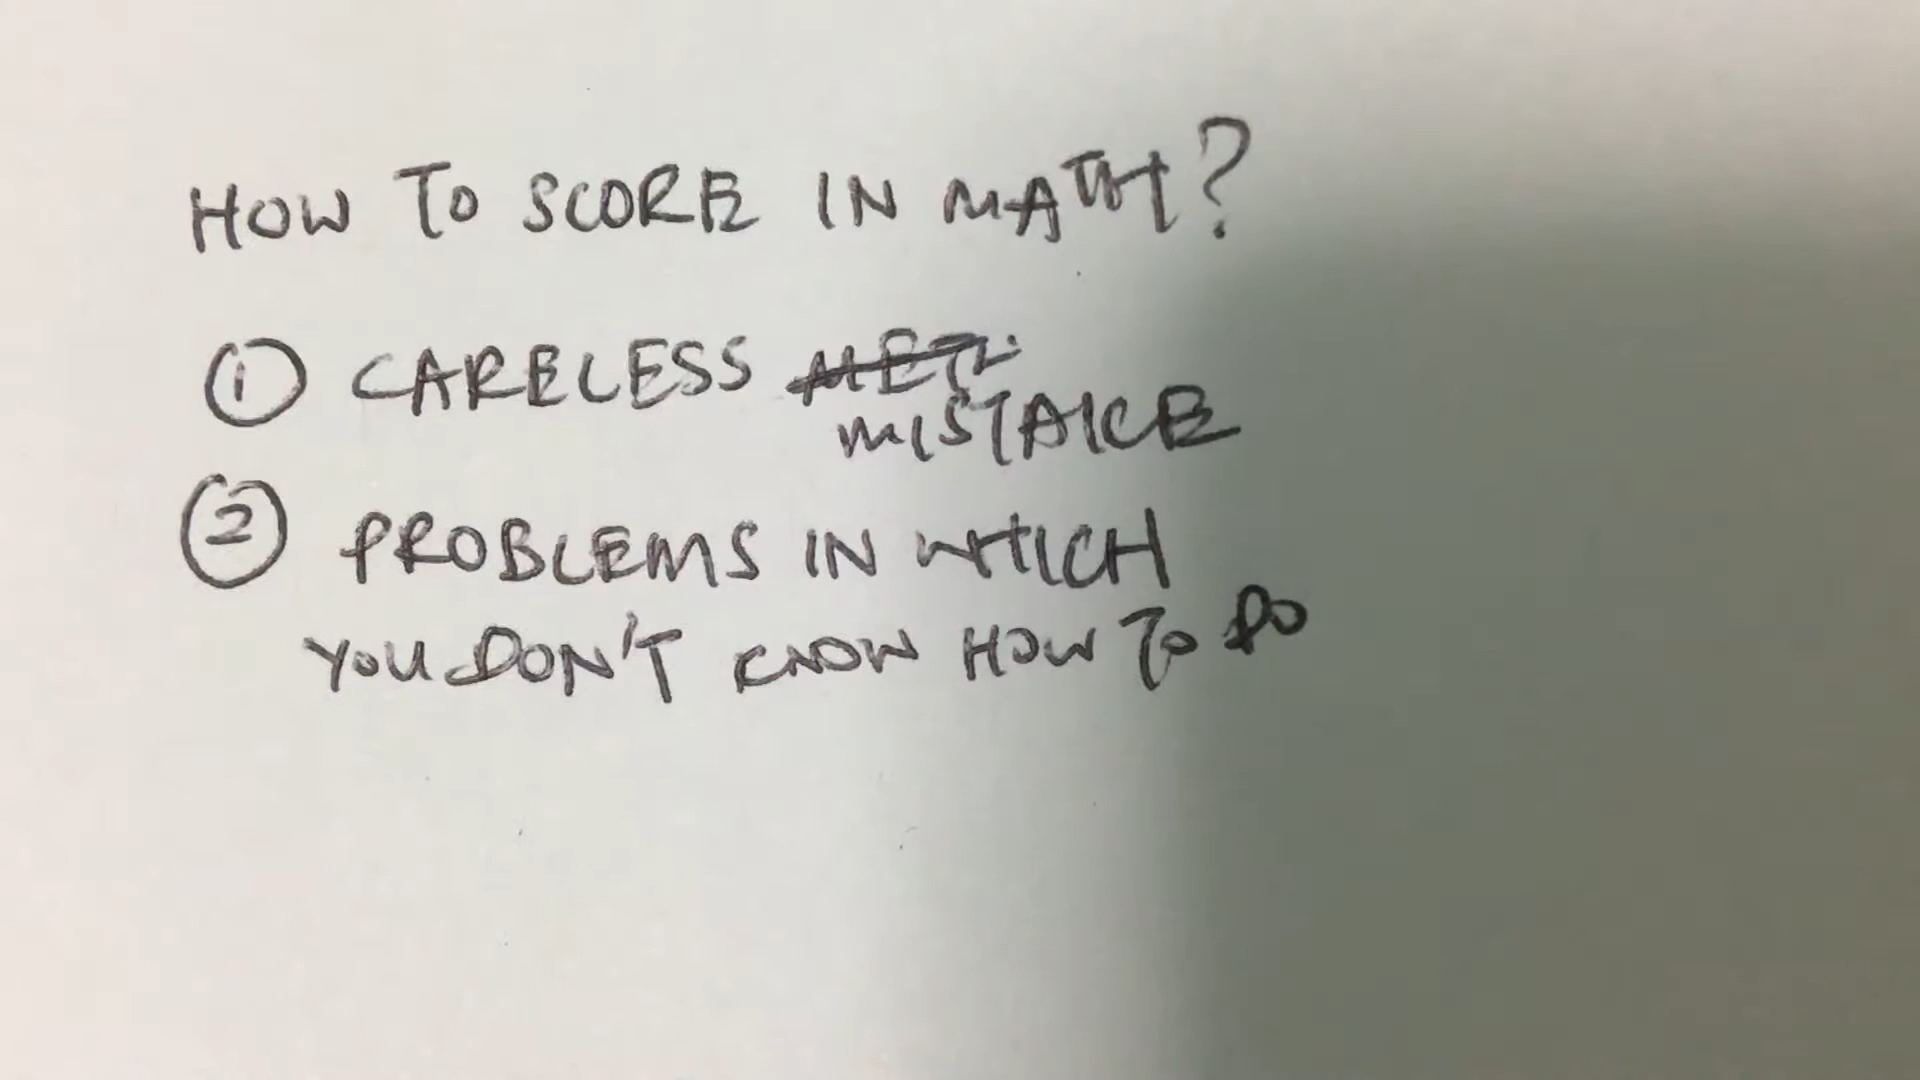 HOW TO SCORE IN MATH?
① CARELESS
MISTAKE
② PROBLEMS IN WHICH
YOU DON'T KNOW HOW TO DO